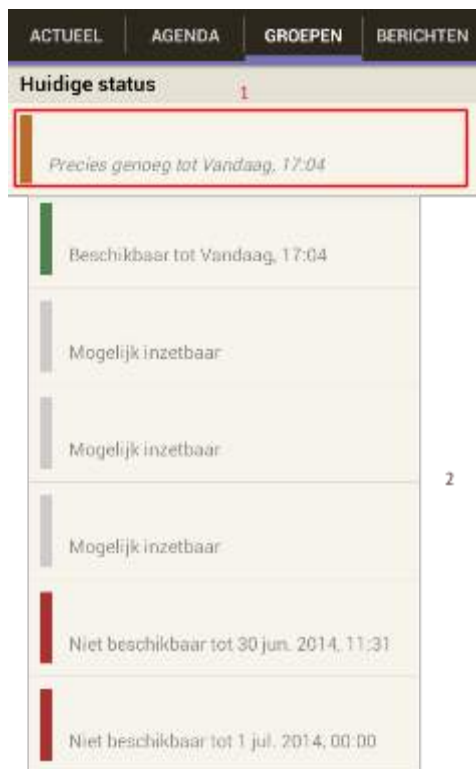 ACTUEEL AGENDA GROEPEN BERICHTEN
Huidige status
1
Precies genoeg tot Vandaag, 17:04
Beschikbaar tot Vandaag, 17:04
Mogelijk inzetbaar
Mogelijk inzetbaar
2
Mogelijk inzetbaar
Niet beschikbaar tot 30 jun. 2014, 11:31
Niet beschikbaar tot 1 jul. 2014, 00:00